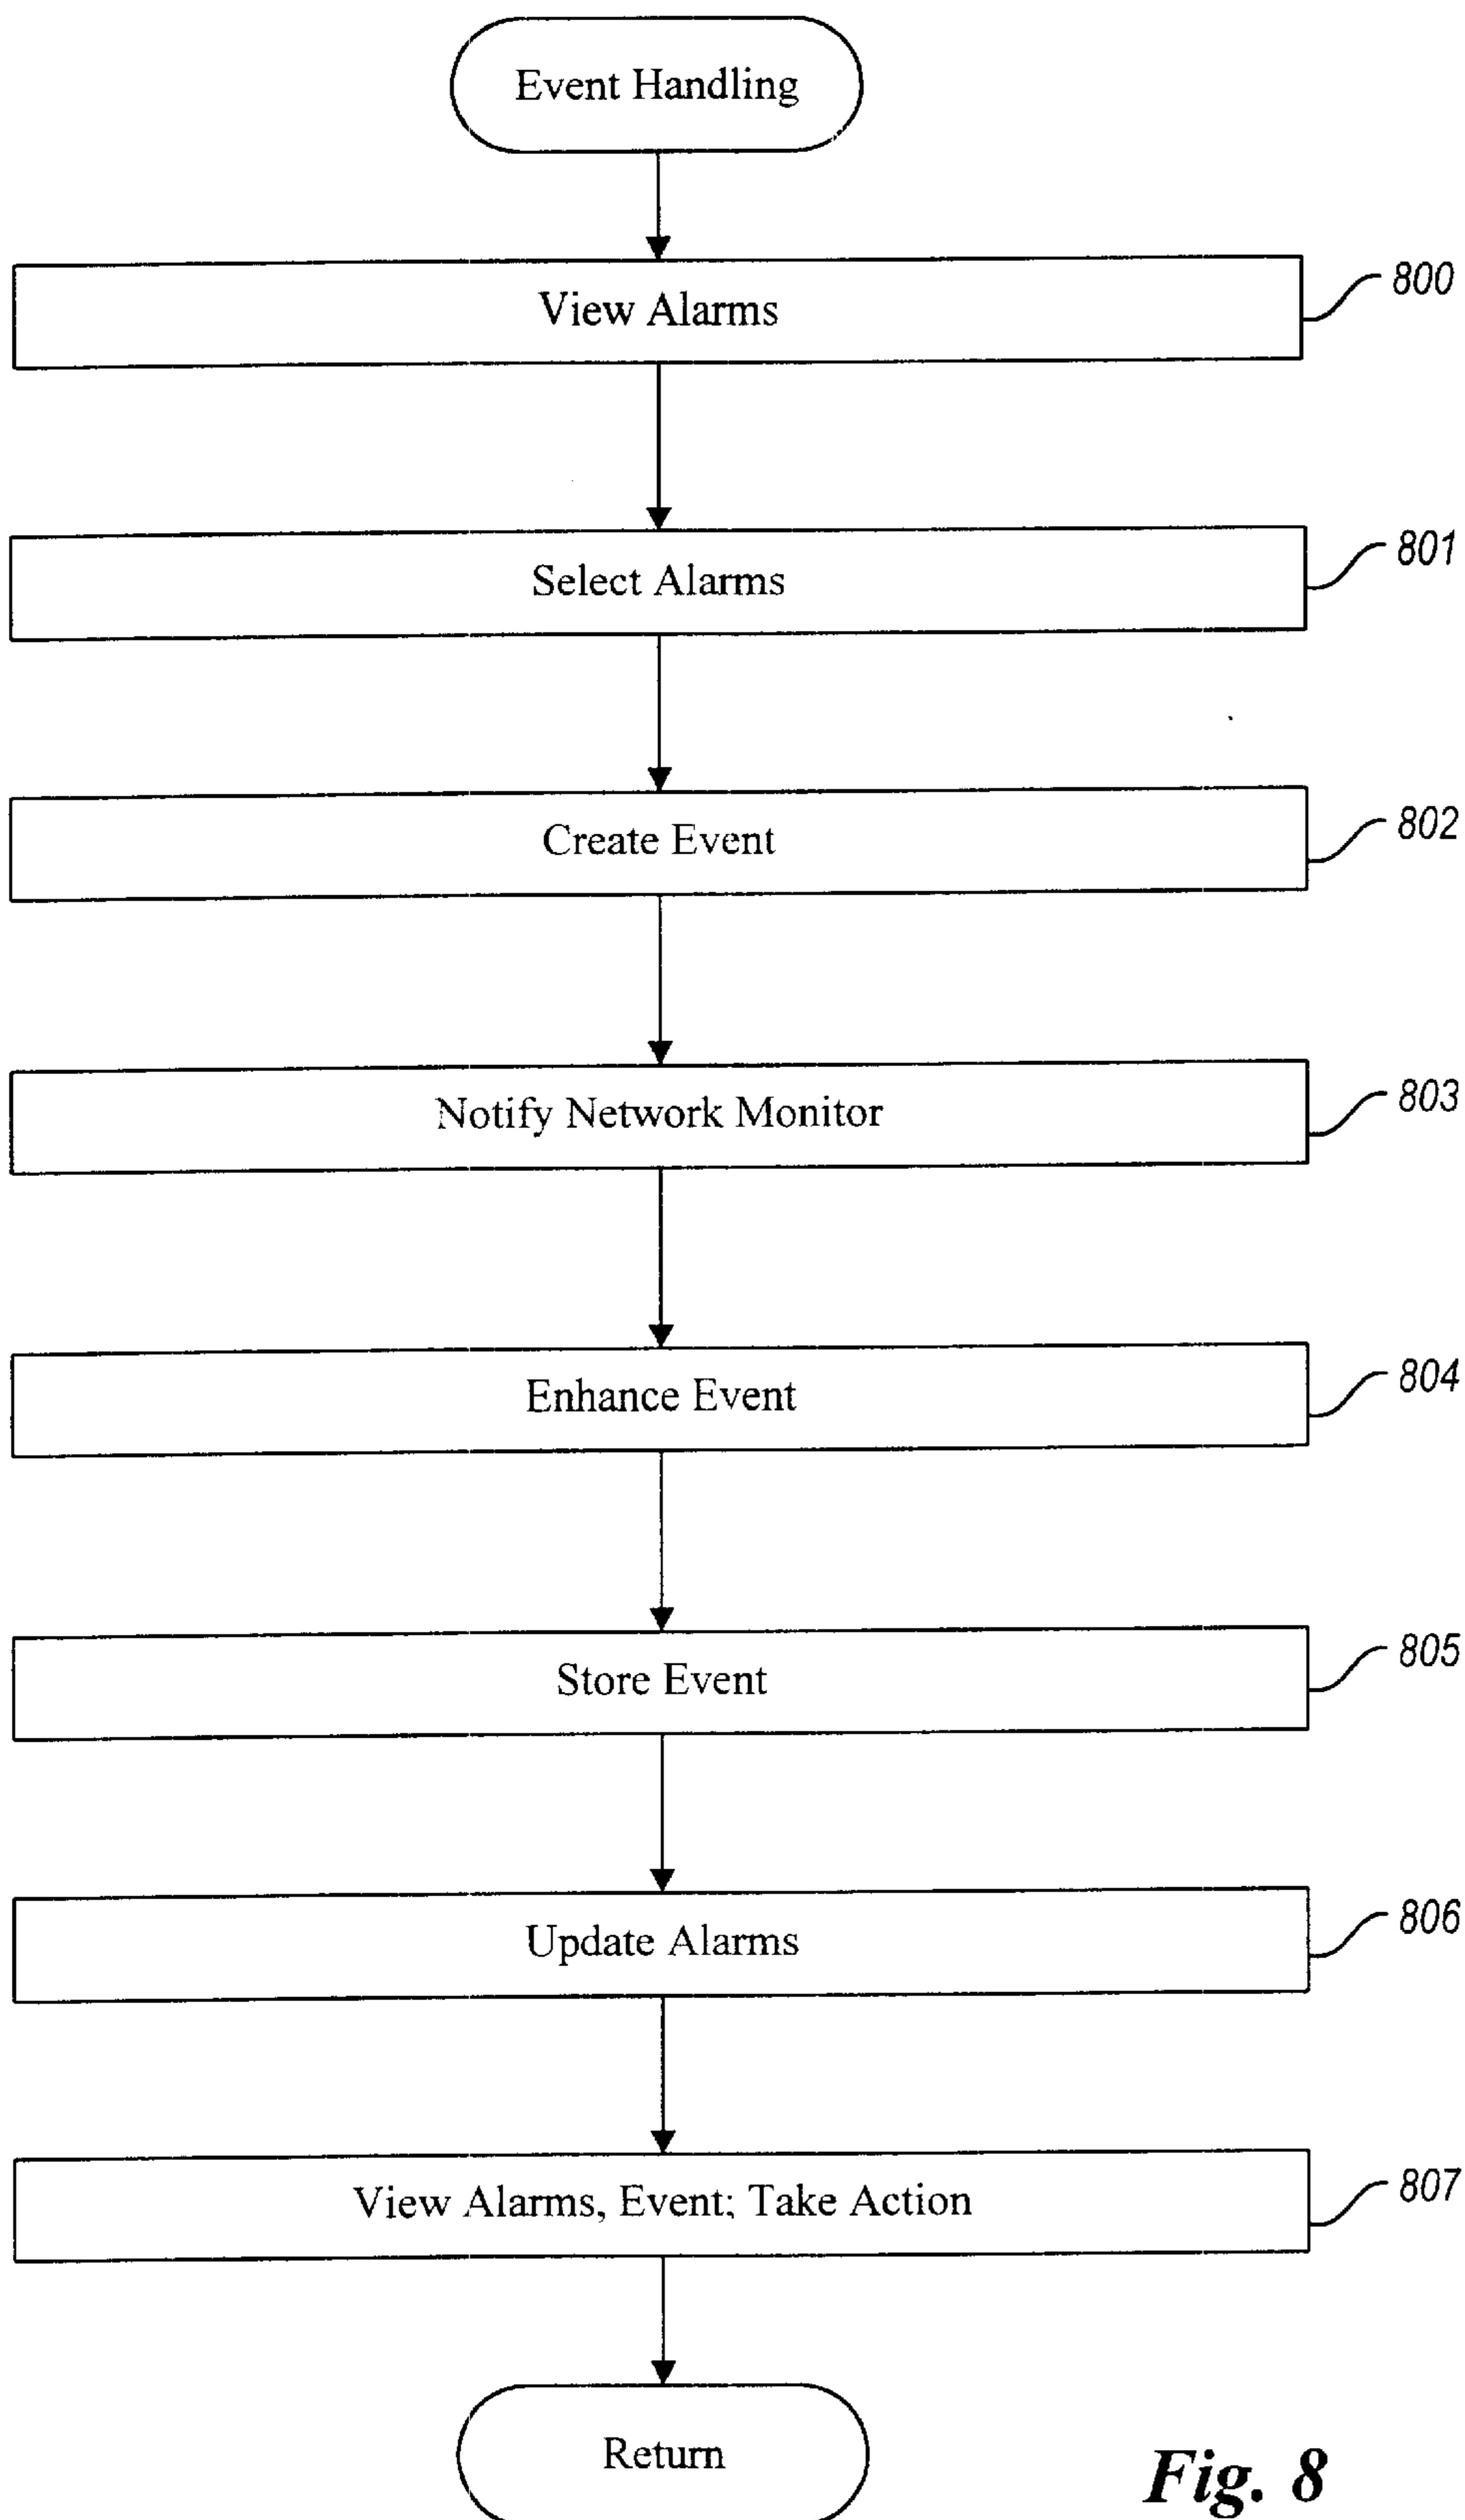 Event Handling
View Alarms
800
Select Alarms
801
Create Event
802
Notify Network Monitor
803
Enhance Event
804
Store Event
805
Update Alarms
806
View Alarms, Event; Take Action
807
Return
Fig. 8